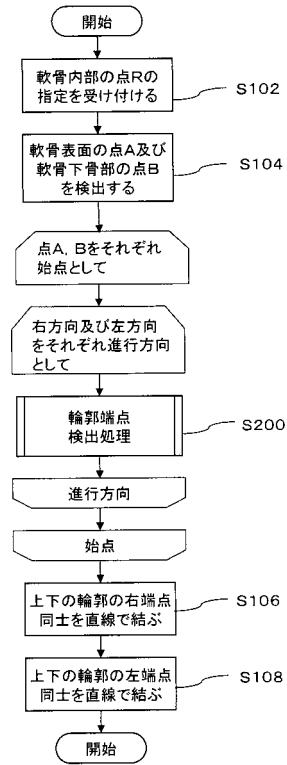 開始
軟骨内部の点Rの
指定を受け付ける
S102
軟骨表面の点A及び
軟骨下骨部の点B
を検出する
S104
点A, Bをそれぞれ
始点として
右方向及び左方向
をそれぞれ進行方向
として
輪郭端点
検出処理
S200
進行方向
始点
上下の輪郭の右端点
同士を直線で結ぶ
S106
上下の輪郭の左端点
同士を直線で結ぶ
S108
開始